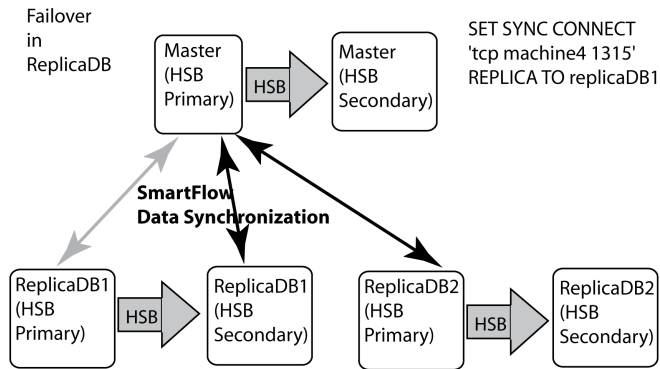 Failover
in
ReplicaDB
SET SYNC CONNECT
'tcp machine4 1315'
REPLICA TO replicaDB1
Master
(HSB
Primary)
HSB
Master
(HSB
Secondary)
SmartFlow
Data Synchronization
ReplicaDB1
(HSB
Primary)
HSB
ReplicaDB1
(HSB
Secondary)
ReplicaDB2
(HSB
Primary)
HSB
ReplicaDB2
(HSB
Secondary)